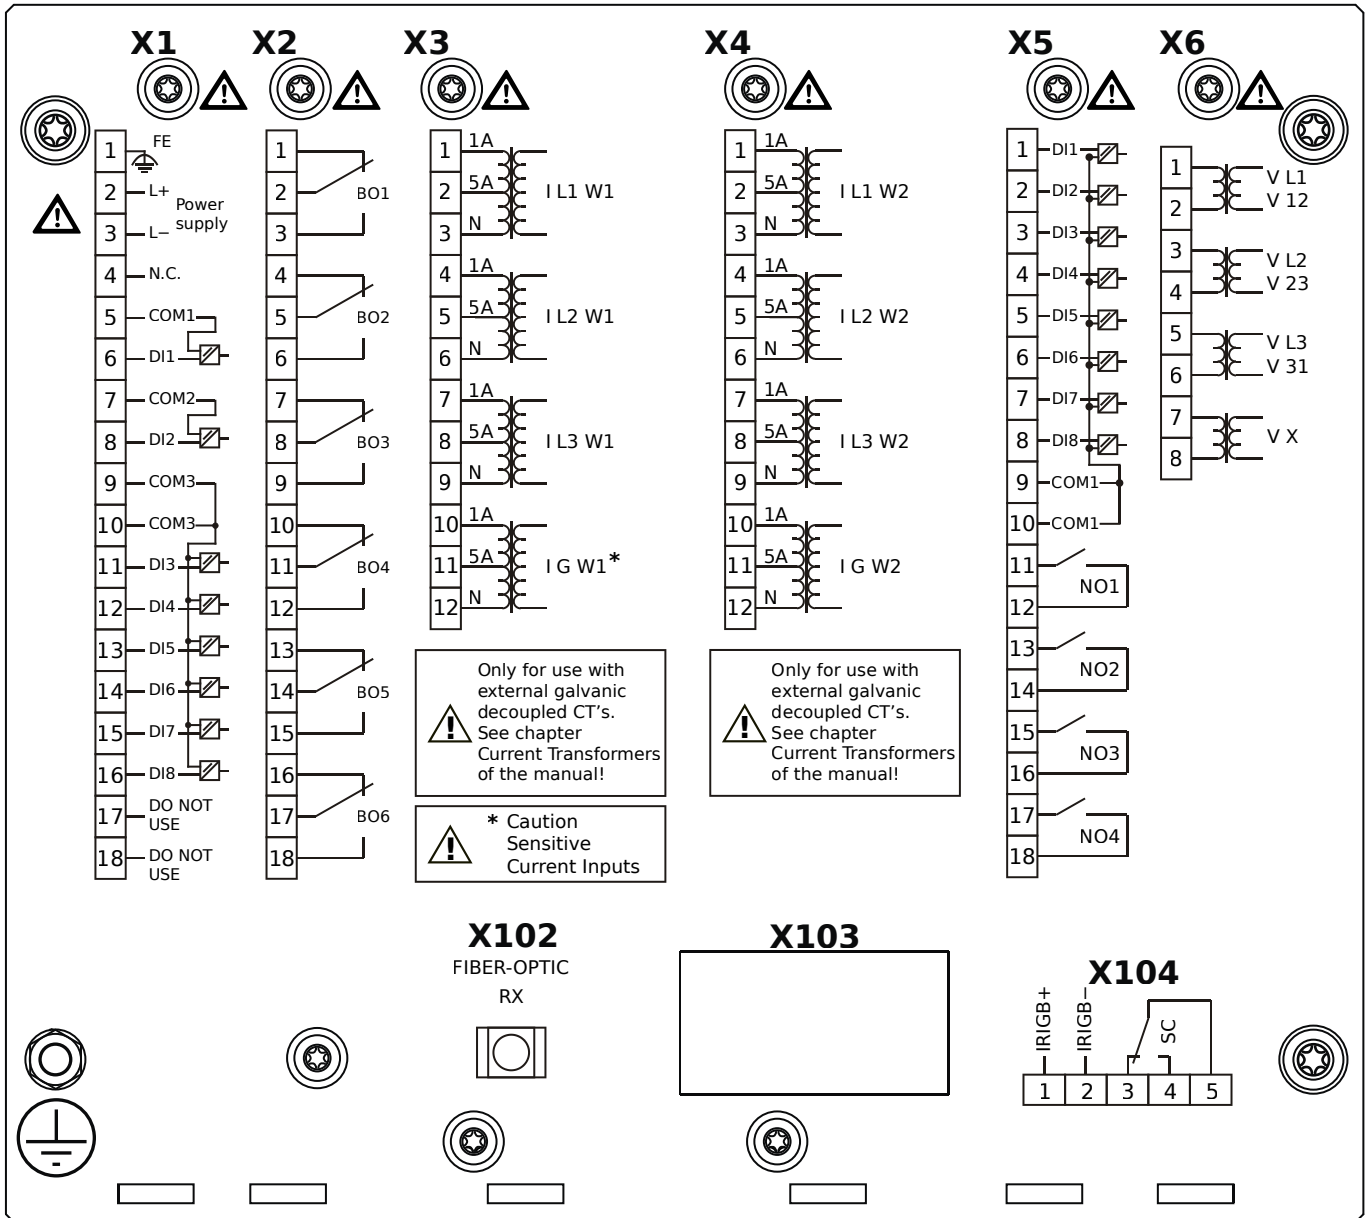 X1
X2
X3
X4
X5
X6
1
FE
2
L+
Power
supply
3
L−
4
N.C.
5
COM1
6
DI1
7
COM2
8
DI2
9
COM3
10
COM3
11
DI3
12
DI4
13
DI5
14
DI6
15
DI7
16
DI8
17
DO NOT
USE
18
DO NOT
USE
1
2
BO1
3
4
5
BO2
6
7
8
BO3
9
10
11
BO4
12
13
14
BO5
15
16
17
BO6
18
1
1A
2
5A
I L1 W1
3
N
4
1A
5
5A
I L2 W1
6
N
7
1A
8
5A
I L3 W1
9
N
10
1A
11
5A
I G W1*
12
N
Only for use with
external galvanic
decoupled CT's.
See chapter
Current Transformers
of the manual!
* Caution
Sensitive
Current Inputs
1
1A
2
5A
I L1 W2
3
N
4
1A
5
5A
I L2 W2
6
N
7
1A
8
5A
I L3 W2
9
N
10
1A
11
5A
I G W2
12
N
Only for use with
external galvanic
decoupled CT's.
See chapter
Current Transformers
of the manual!
1
DI1
2
DI2
3
DI3
4
DI4
5
DI5
6
DI6
7
DI7
8
DI8
9
COM1
10
COM1
11
NO1
12
13
NO2
14
15
NO3
16
17
NO4
18
1
V L1
2
V 12
3
V L2
4
V 23
5
V L3
6
V 31
7
V X
8
X102
FIBER-OPTIC
RX
X103
X104
IRIGB+
IRIGB−
SC
1
2
3
4
5